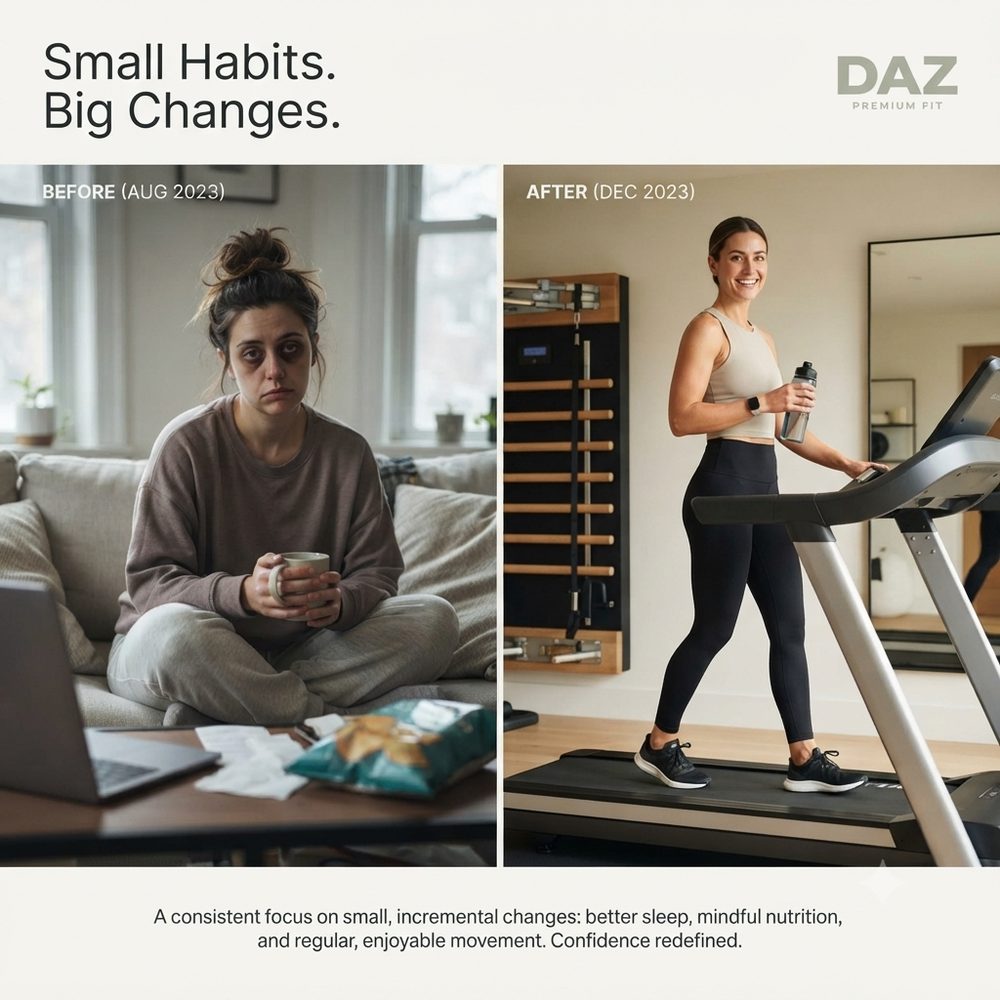 Small Habits.
Big Changes.
DAZ
PREMIUM FIT
BEFORE (AUG 2023)
AFTER (DEC 2023)
A consistent focus on small, incremental changes: better sleep, mindful nutrition,
and regular, enjoyable movement. Confidence redefined.